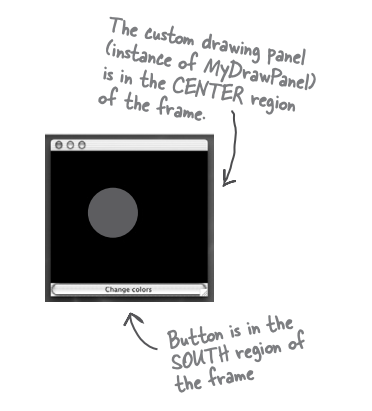 The custom drawing panel
(instance of MyDrawPanel)
is in the CENTER region
of the frame.
Change colors
Button is in the
SOUTH region of
the frame